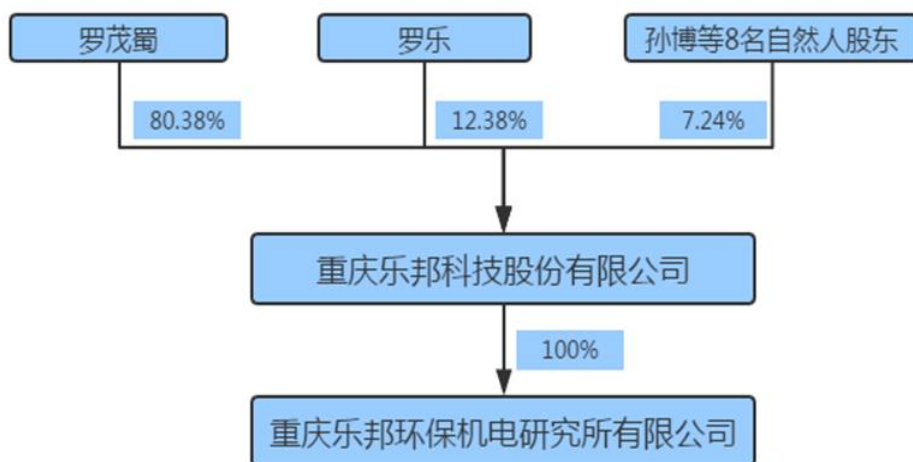 罗茂蜀
罗乐
孙博等8名自然人股东
80.38%
12.38%
7.24%
重庆乐邦科技股份有限公司
100%
重庆乐邦环保机电研究所有限公司